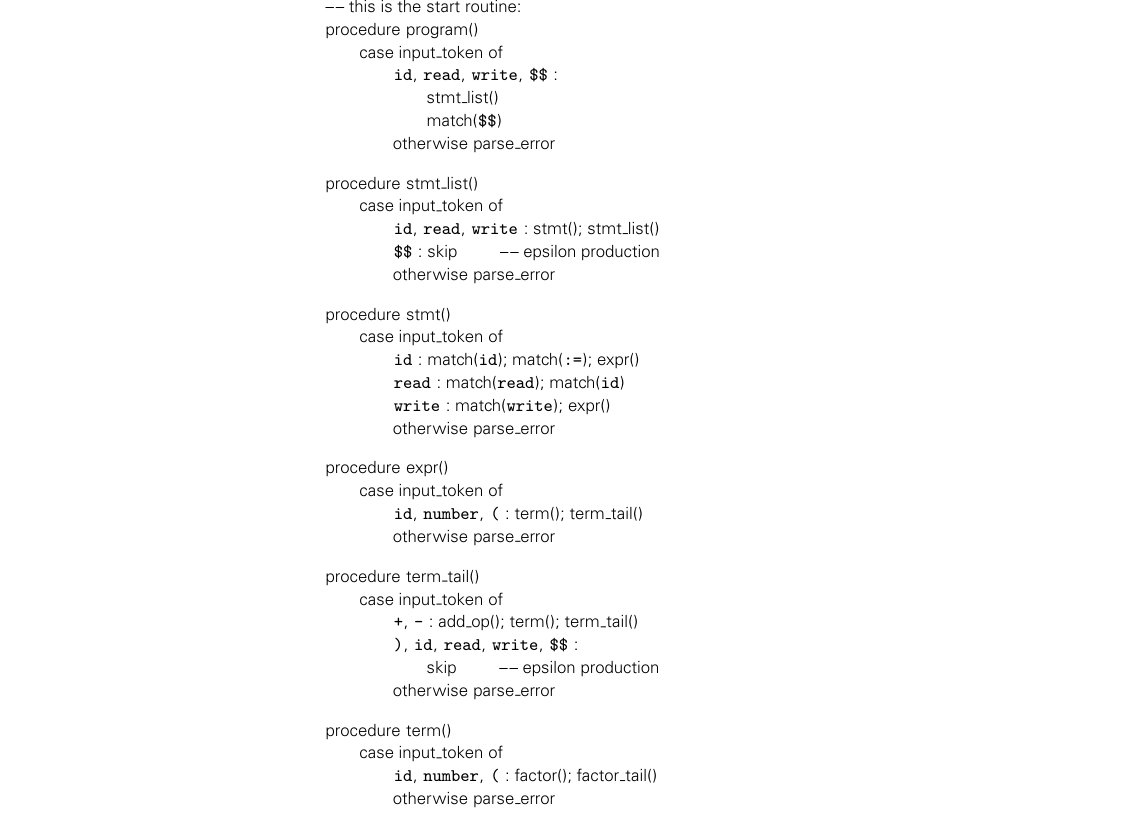 –– this is the start routine:
procedure program()
case input_token of
id, read, write, $$ :
stmt_list()
match($$)
otherwise parse_error
procedure stmt_list()
case input_token of
id, read, write : stmt(); stmt_list()
$$ : skip –– epsilon production
otherwise parse_error
procedure stmt()
case input_token of
id : match(id); match(:=); expr()
read : match(read); match(id)
write : match(write); expr()
otherwise parse_error
procedure expr()
case input_token of
id, number, ( : term(); term_tail()
otherwise parse_error
procedure term_tail()
case input_token of
+, - : add_op(); term(); term_tail()
), id, read, write, $$ :
skip –– epsilon production
otherwise parse_error
procedure term()
case input_token of
id, number, ( : factor(); factor_tail()
otherwise parse_error